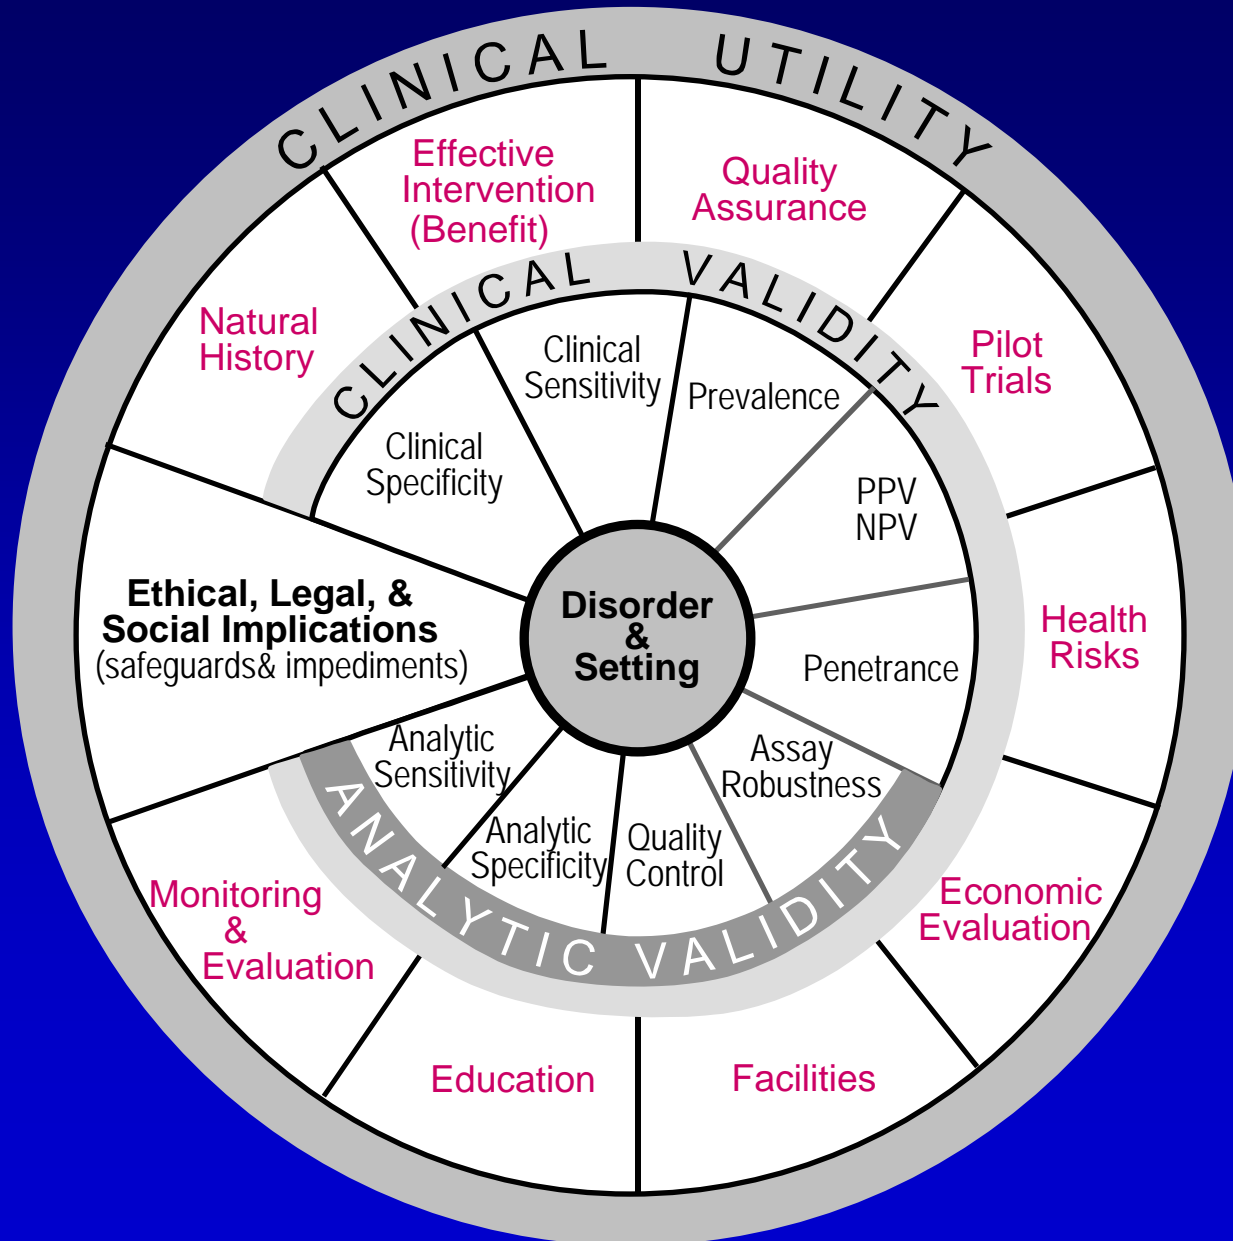 CLINICAL UTILITY
Effective
Intervention
(Benefit)
Quality
Assurance
Natural
History
Pilot
Trials
CLINICAL VALIDITY
Clinical
Sensitivity
Prevalence
Clinical
Specificity
PPV
NPV
Ethical, Legal, &
Social Implications
(safeguards& impediments)
Disorder
&
Setting
Health
Risks
Penetrance
Analytic
Sensitivity
Assay
Robustness
Analytic
Specificity
Quality
Control
ANALYTIC VALIDITY
Monitoring
&
Evaluation
Economic
Evaluation
Education
Facilities